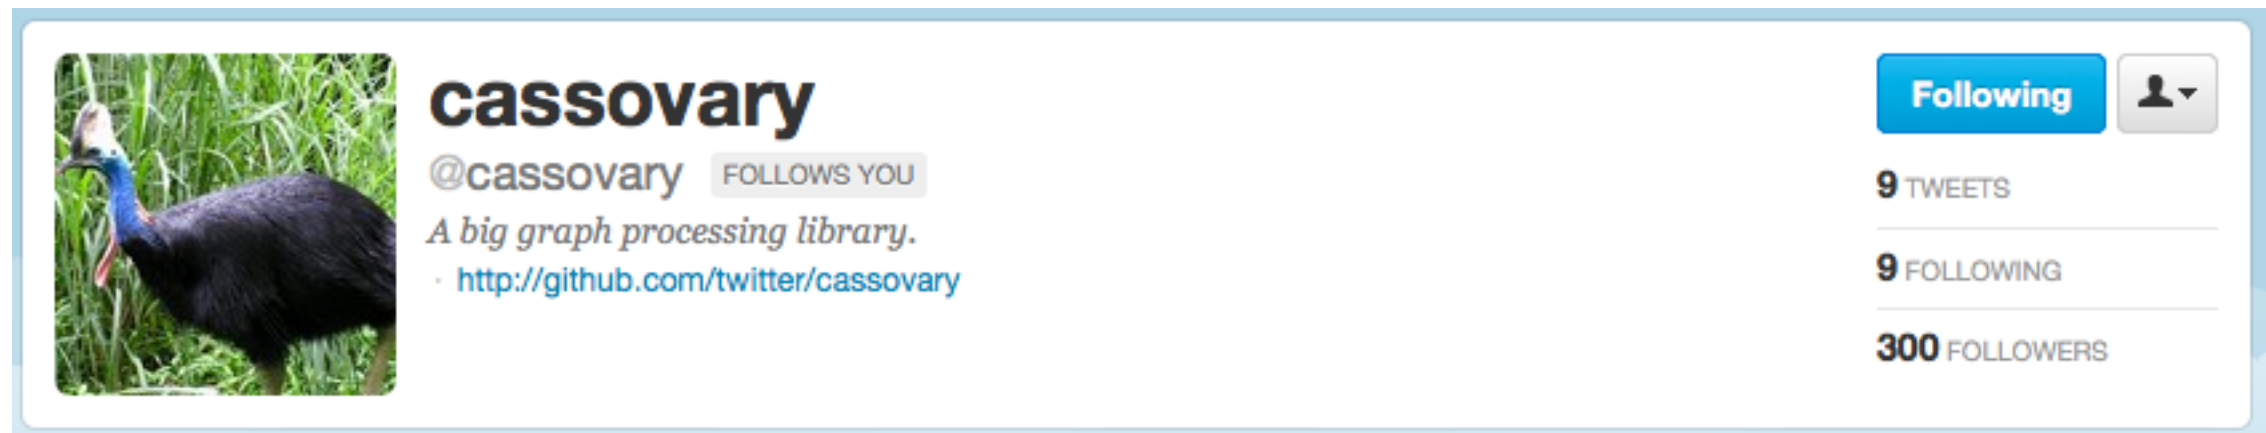 cassovary
@cassovary FOLLOWS YOU
A big graph processing library.
· http://github.com/twitter/cassovary
Following
9 TWEETS
9 FOLLOWING
300 FOLLOWERS